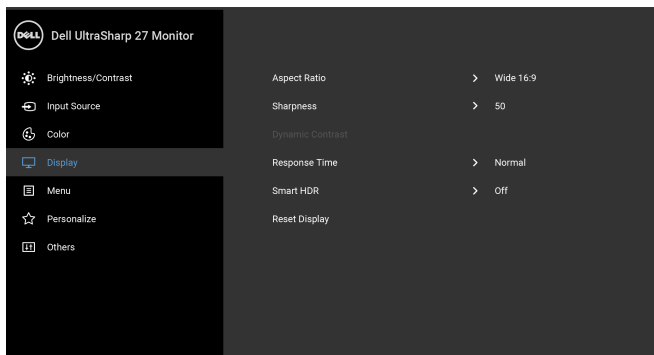 DELL Dell UltraSharp 27 Monitor
Brightness/Contrast
Input Source
Color
Display
Menu
Personalize
Others
Aspect Ratio > Wide 16:9
Sharpness > 50
Dynamic Contrast
Response Time > Normal
Smart HDR > Off
Reset Display